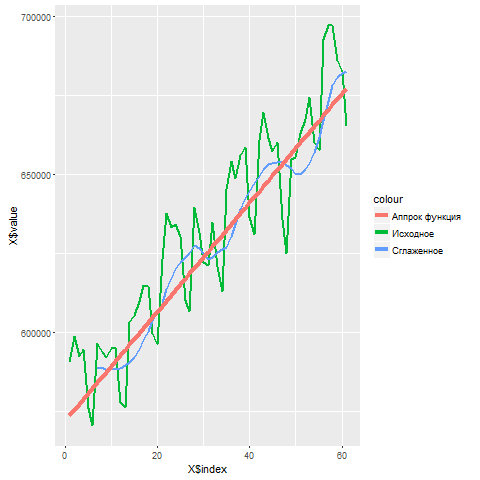 700000
650000
600000
X$value
0
20
40
60
X$index
colour
Аппрок функция
Исходное
Сглаженное